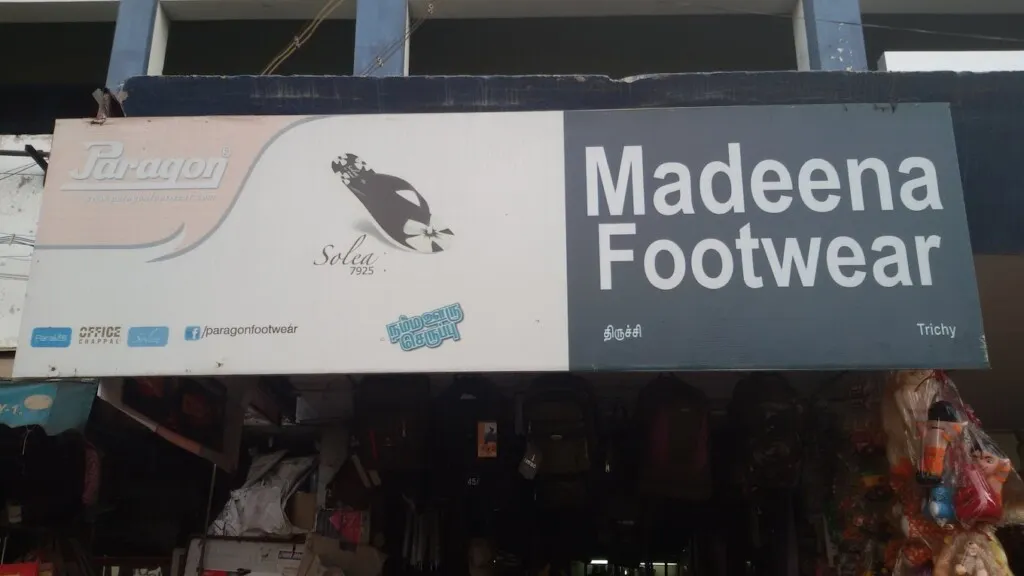 Paragon
Solea
7925
OFFICE
CHAPPAL
/paragonfootwear
நம்மஊரு
செருப்பு
Madeena
Footwear
திருச்சி
Trichy